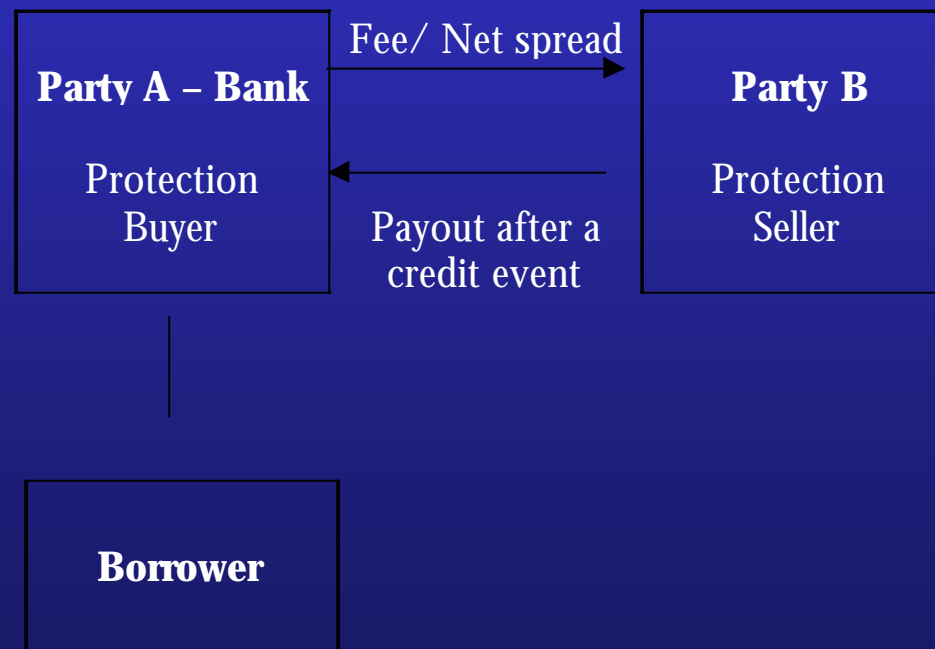 Fee/ Net spread
Party A – Bank
Protection
Buyer
Party B
Protection
Seller
Payout after a
credit event
Borrower